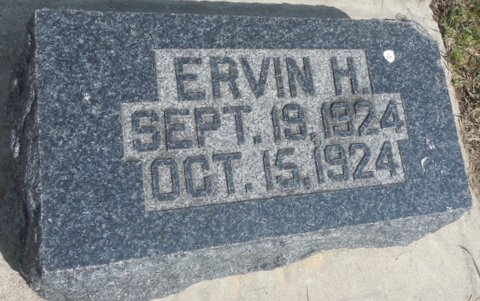 ERVIN H.
SEPT. 19, 1924
OCT. 15, 1924